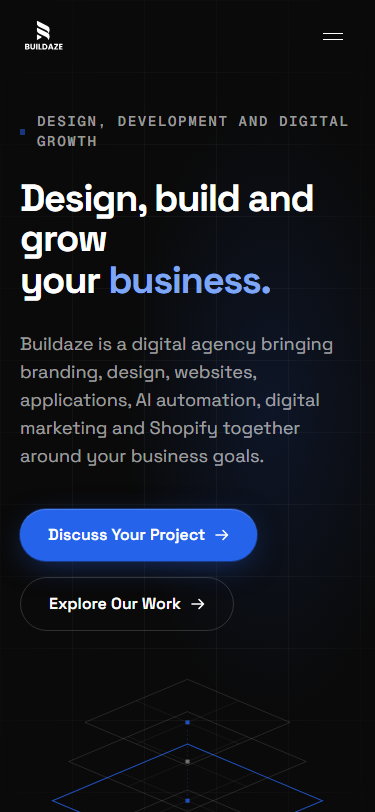 BUILDAZE
DESIGN, DEVELOPMENT AND DIGITAL
GROWTH
Design, build and
grow
your business.
Buildaze is a digital agency bringing
branding, design, websites,
applications, AI automation, digital
marketing and Shopify together
around your business goals.
Discuss Your Project →
Explore Our Work →